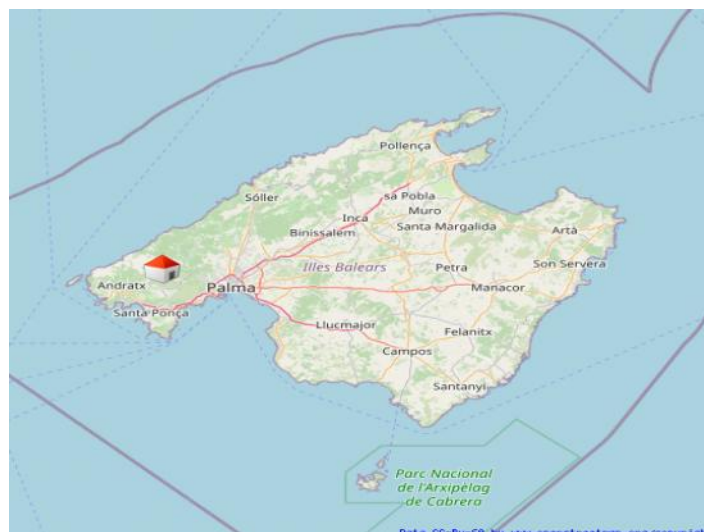 Pollença
sa Pobla
Sóller
Muro
Inca
Binissalem
Santa Margalida
Artà
Illes Balears
Petra
Son Servera
Andratx
Palma
Manacor
Santa Ponça
Llucmajor
Felanitx
Campos
Santanyí
Parc Nacional
de l'Arxipèlag
de Cabrera